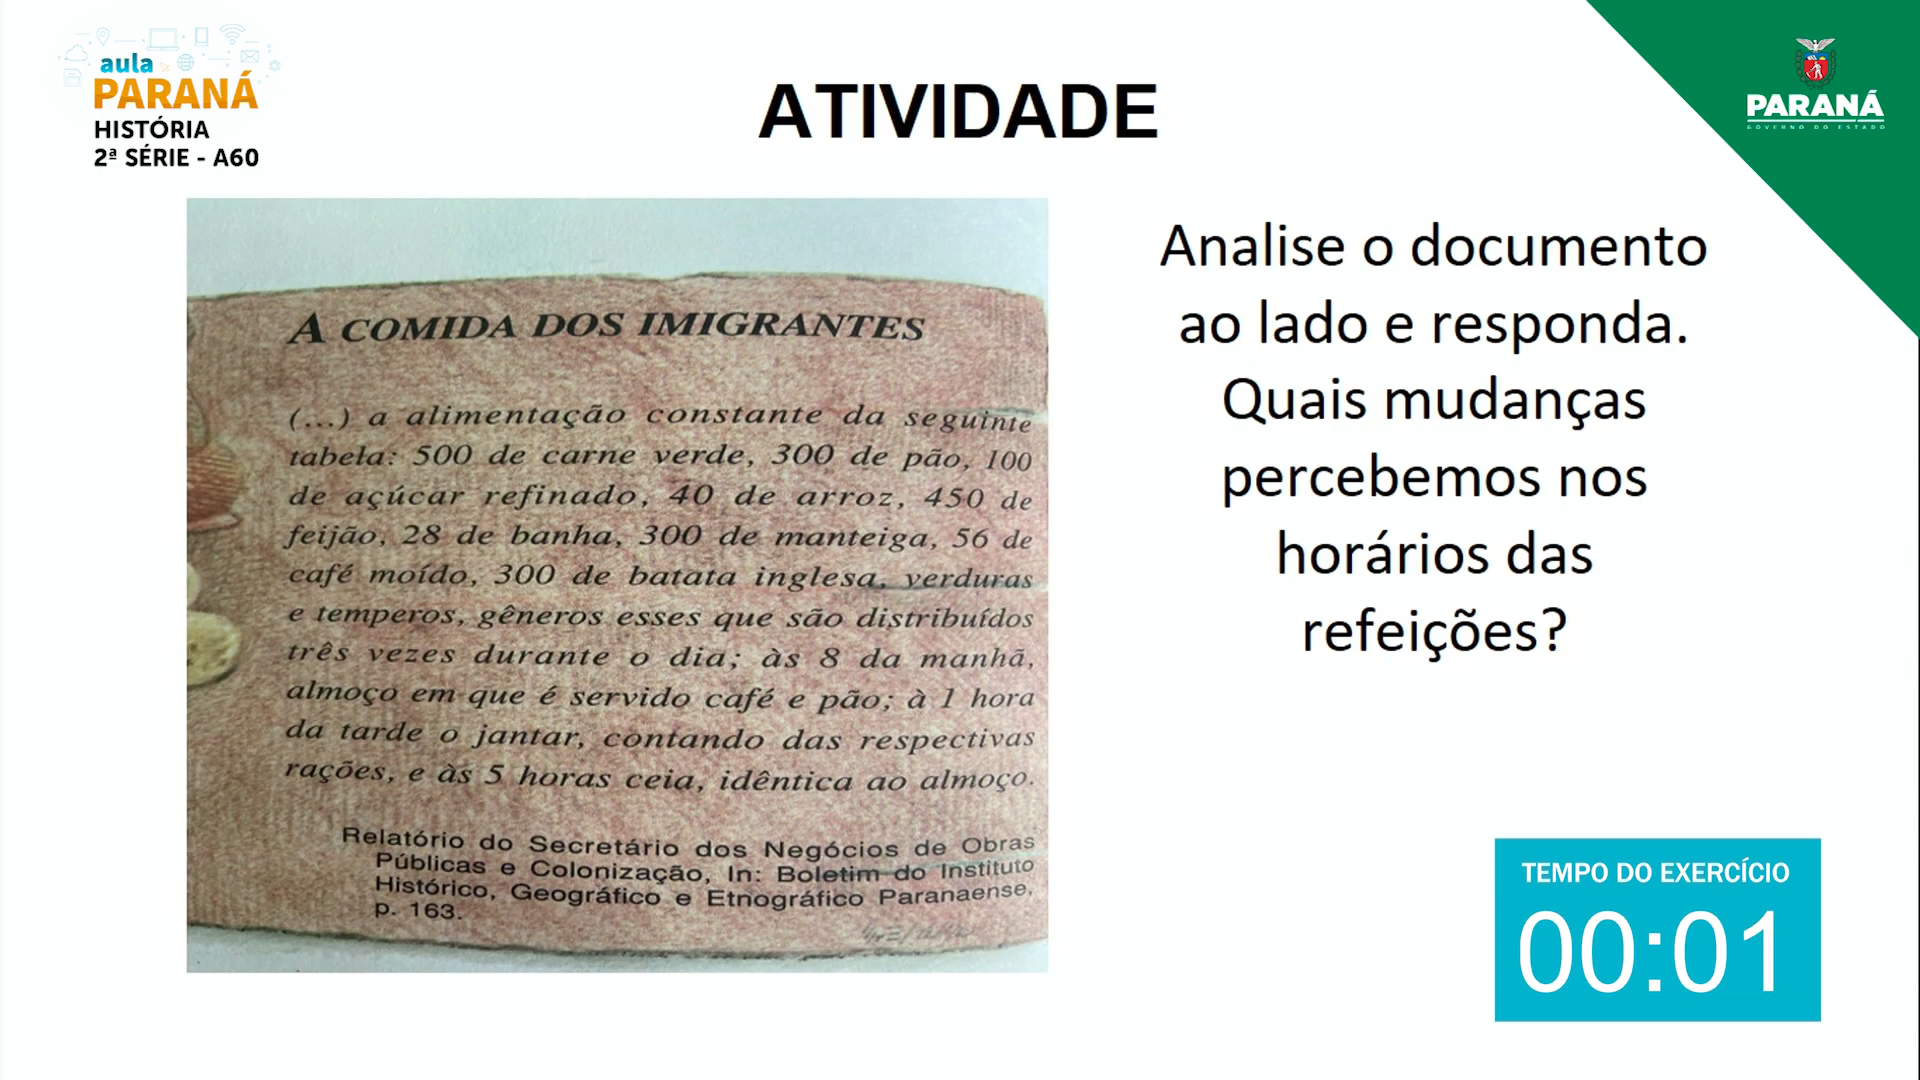 aula
PARANÁ
HISTÓRIA
2ª SÉRIE - A60
ATIVIDADE
PARANÁ
GOVERNO DO ESTADO
A COMIDA DOS IMIGRANTES
(...) a alimentação constante da seguinte
tabela: 500 de carne verde, 300 de pão, 100
de açúcar refinado, 40 de arroz, 450 de
feijão, 28 de banha, 300 de manteiga, 56 de
café moído, 300 de batata inglesa, verduras
e temperos, gêneros esses que são distribuídos
três vezes durante o dia; às 8 da manhã,
almoço em que é servido café e pão; à 1 hora
da tarde o jantar, contando das respectivas
rações, e às 5 horas ceia, idêntica ao almoço.
Relatório do Secretário dos Negócios de Obras
Públicas e Colonização, In: Boletim do Instituto
Histórico, Geográfico e Etnográfico Paranaense,
p. 163.
Analise o documento
ao lado e responda.
Quais mudanças
percebemos nos
horários das
refeições?
TEMPO DO EXERCÍCIO
00:01